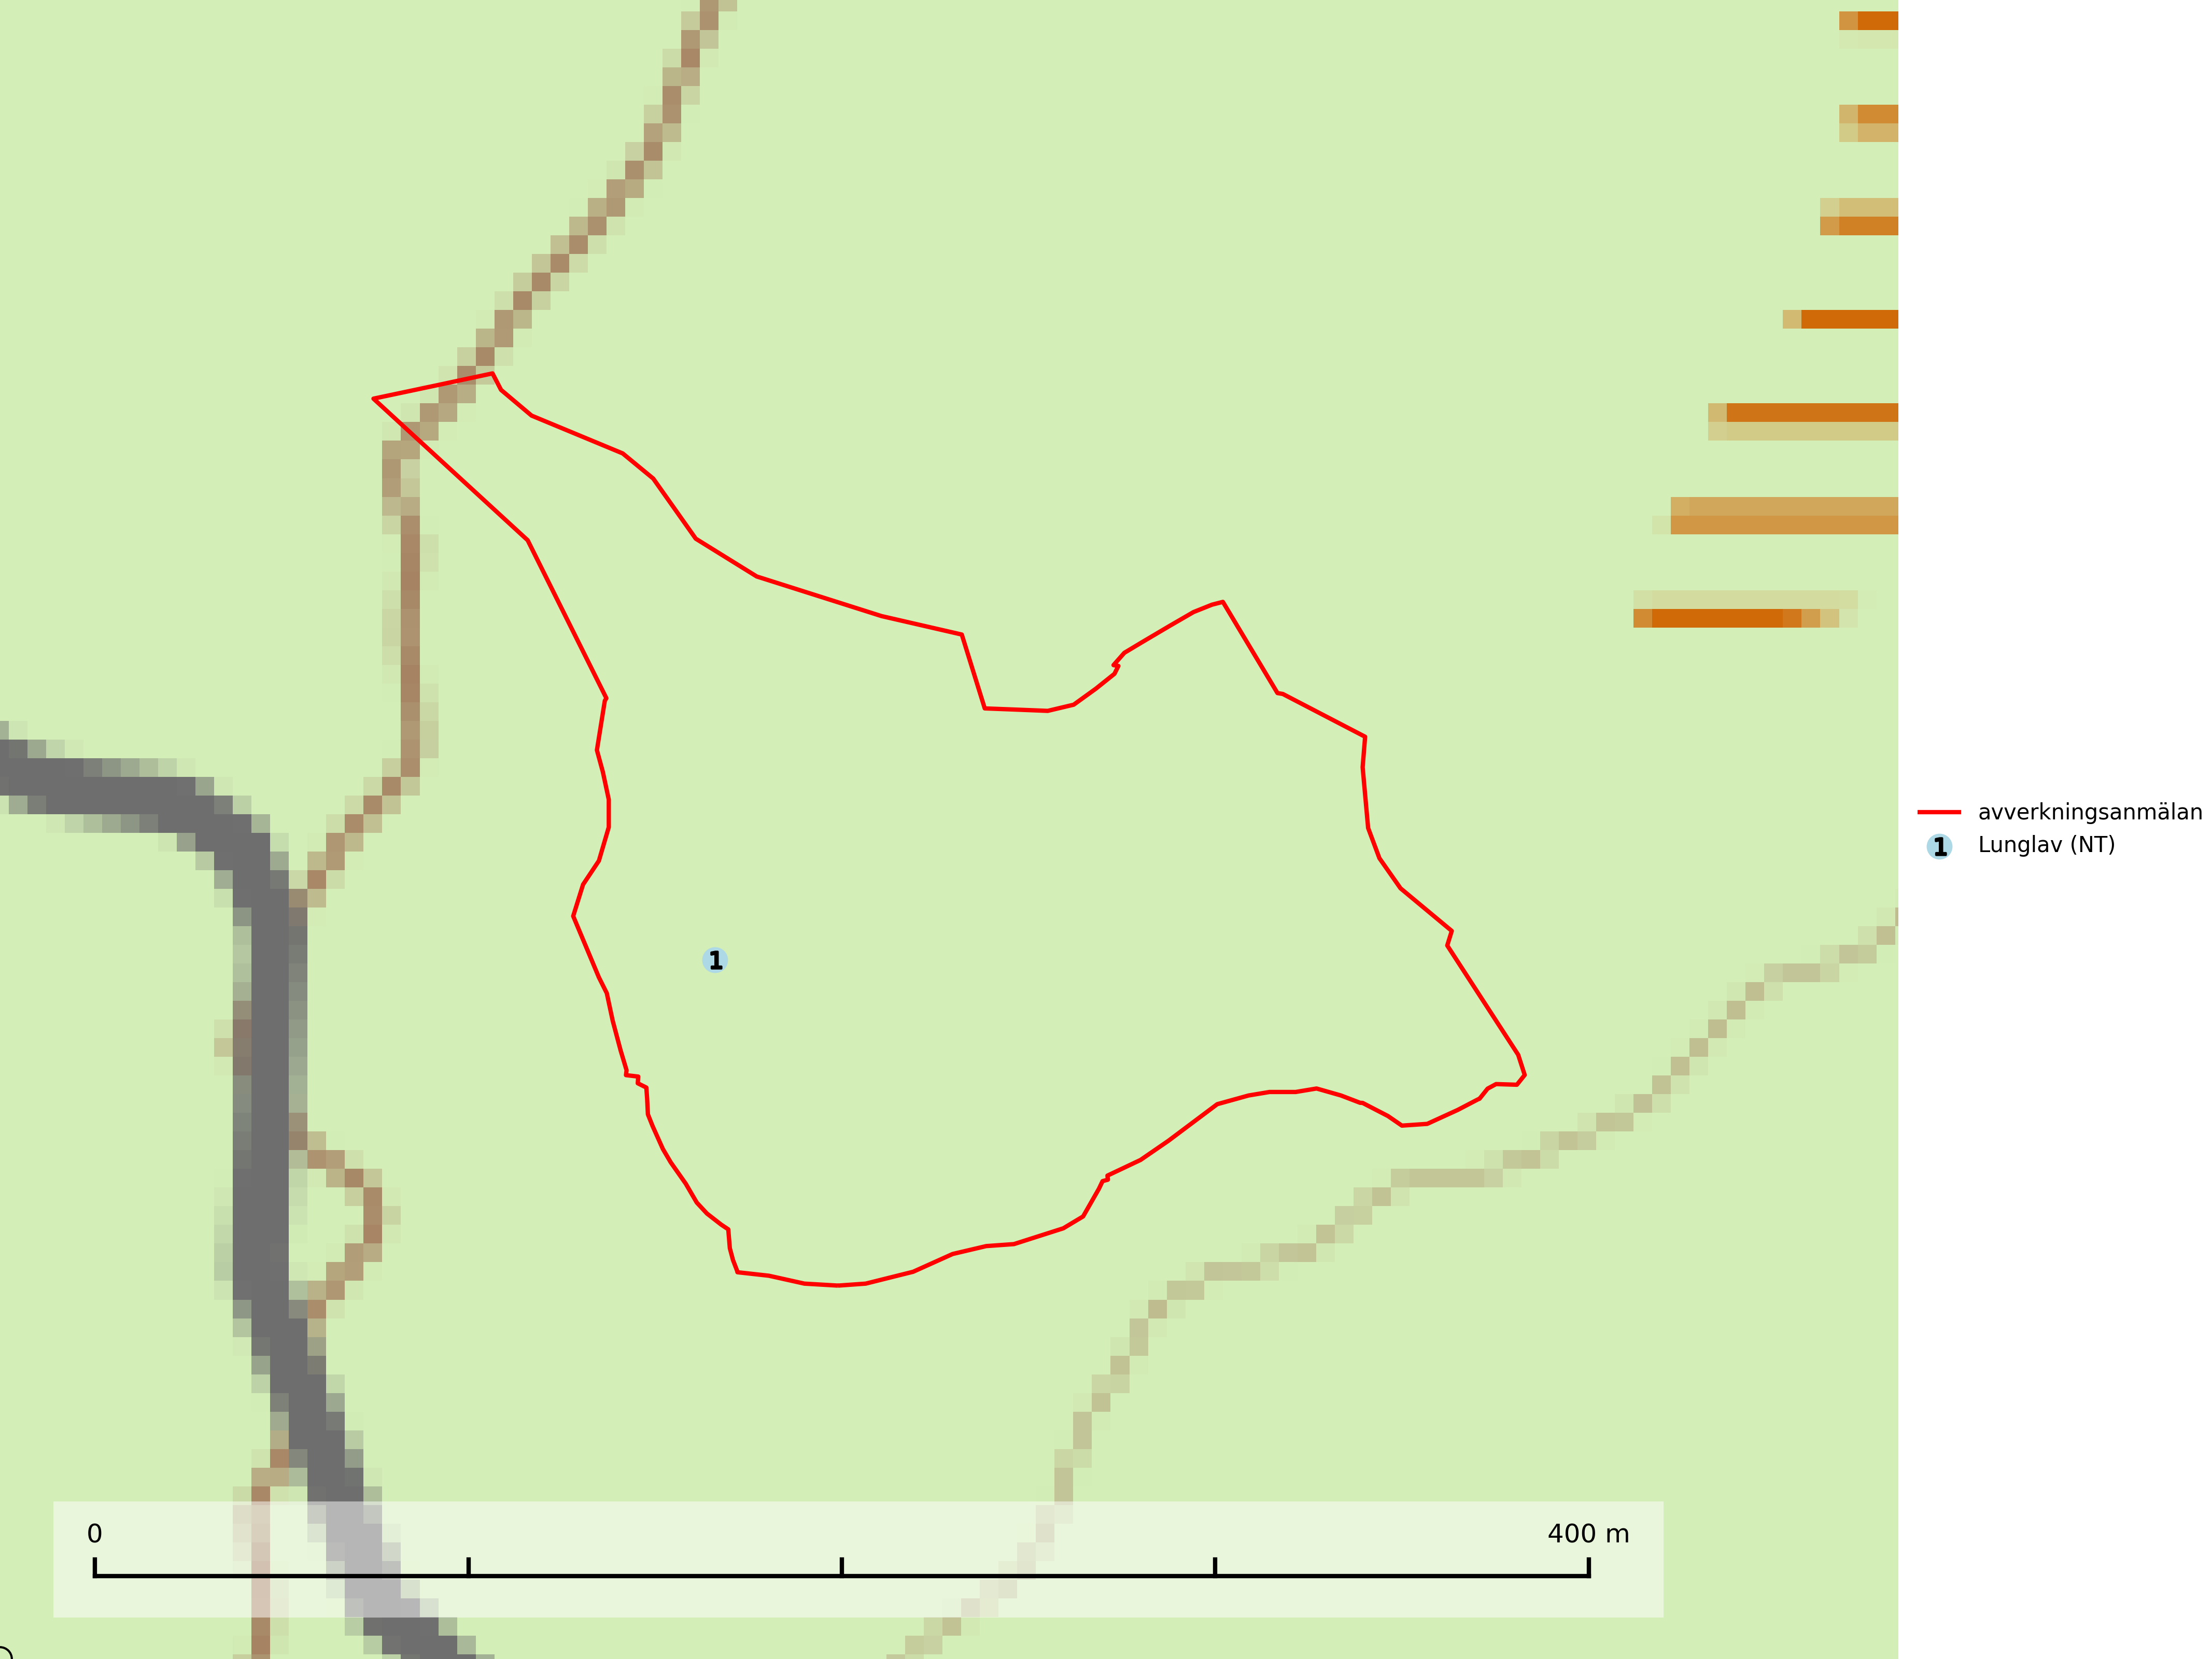 avverkningsanmälan
1 Lunglav (NT)
1
0 400 m